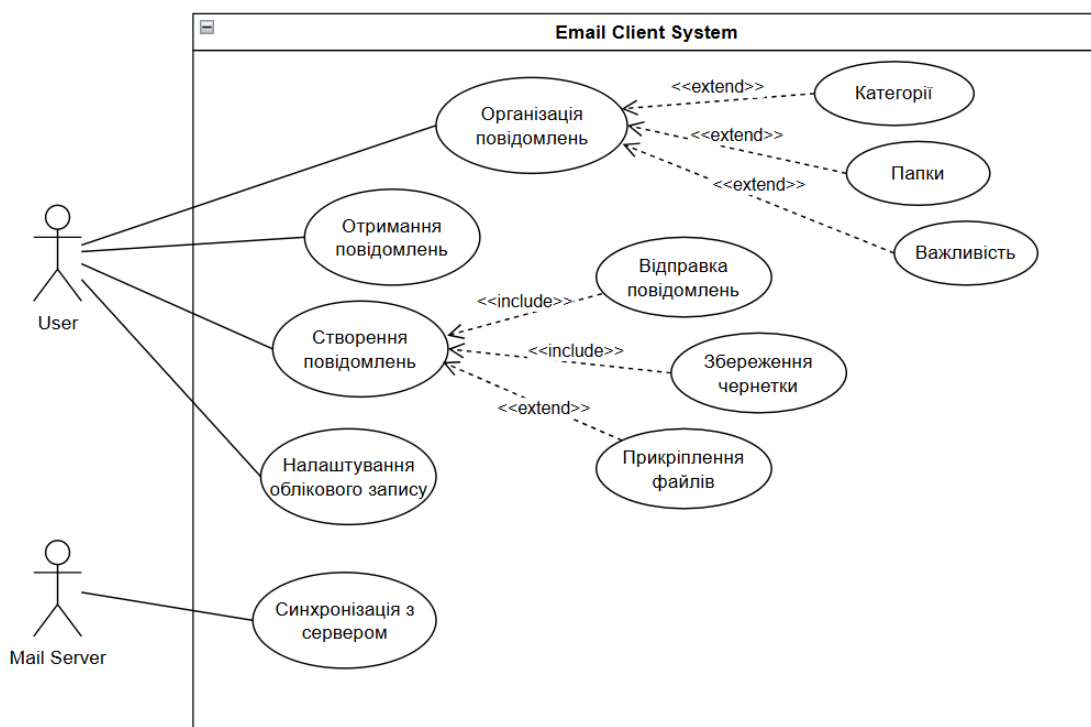 Email Client System
Організація
повідомлень
<<extend>>
Категорії
<<extend>>
Папки
<<extend>>
Важливість
Отримання
повідомлень
User
Створення
повідомлень
<<include>>
Відправка
повідомлень
<<include>>
Збереження
чернетки
<<extend>>
Прикріплення
файлів
Налаштування
облікового запису
Mail Server
Синхронізація з
сервером